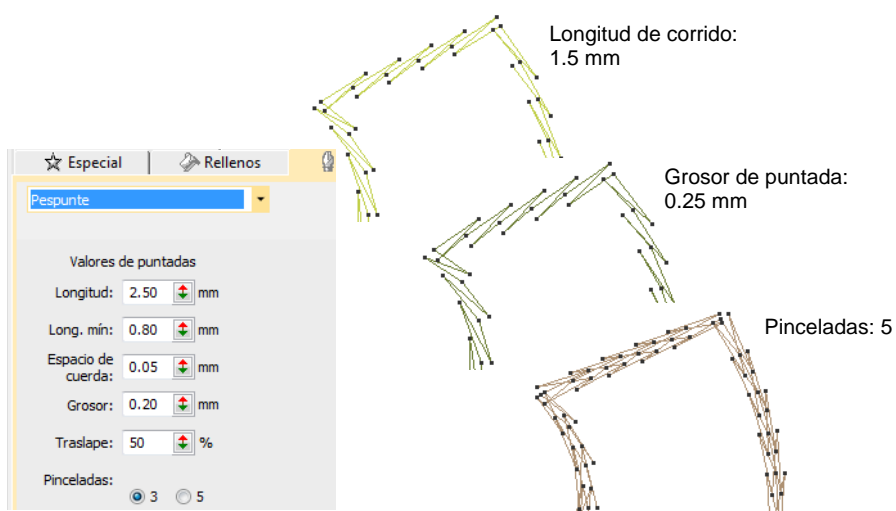 Longitud de corrido:
1.5 mm
Especial
Rellenos
Pespunte
Grosor de puntada:
0.25 mm
Valores de puntadas
Longitud: 2.50 mm
Long. mín: 0.80 mm
Espacio de
cuerda: 0.05 mm
Grosor: 0.20 mm
Traslape: 50 %
Pinceladas:
3 5
Pinceladas: 5